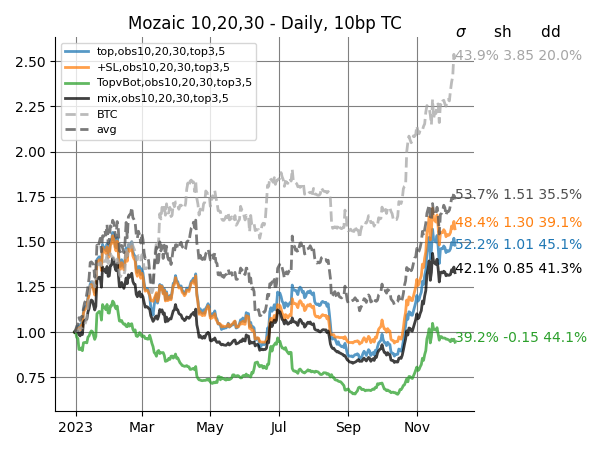 Mozaic 10,20,30 - Daily, 10bp TC
σ sh dd
top,obs10,20,30,top3,5
+SL,obs10,20,30,top3,5
TopvBot,obs10,20,30,top3,5
mix,obs10,20,30,top3,5
BTC
avg
43.9% 3.85 20.0%
53.7% 1.51 35.5%
48.4% 1.30 39.1%
52.2% 1.01 45.1%
42.1% 0.85 41.3%
39.2% -0.15 44.1%
2.50
2.25
2.00
1.75
1.50
1.25
1.00
0.75
2023 Mar May Jul Sep Nov